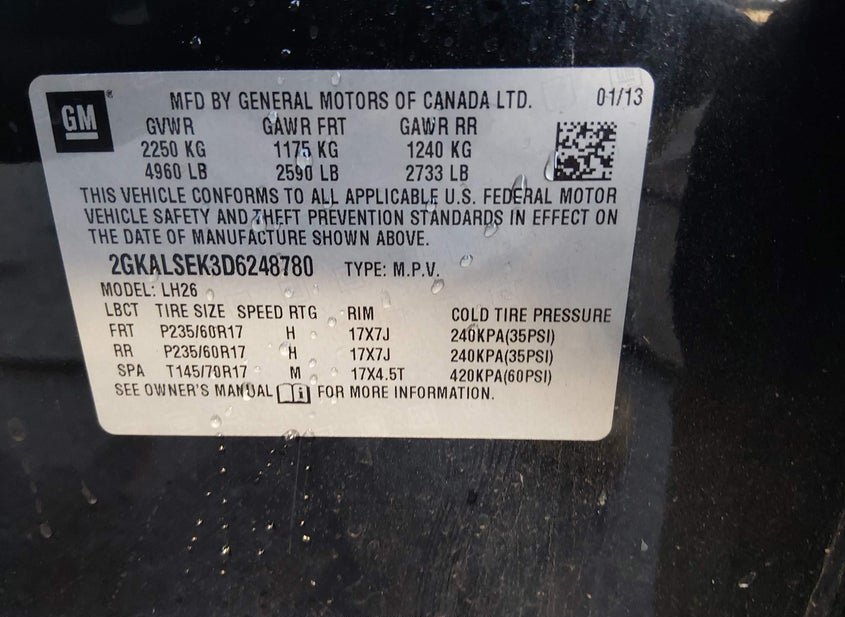 GM
MFD BY GENERAL MOTORS OF CANADA LTD. 01/13
GVWR GAWR FRT GAWR RR
2250 KG 1175 KG 1240 KG
4960 LB 2590 LB 2733 LB
THIS VEHICLE CONFORMS TO ALL APPLICABLE U.S. FEDERAL MOTOR
VEHICLE SAFETY AND THEFT PREVENTION STANDARDS IN EFFECT ON
THE DATE OF MANUFACTURE SHOWN ABOVE.
2GKALSEK3D6248780 TYPE: M.P.V.
MODEL: LH26
LBCT TIRE SIZE SPEED RTG RIM COLD TIRE PRESSURE
FRT P235/60R17 H 17X7J 240KPA(35PSI)
RR P235/60R17 H 17X7J 240KPA(35PSI)
SPA T145/70R17 M 17X4.5T 420KPA(60PSI)
SEE OWNER'S MANUAL i FOR MORE INFORMATION.